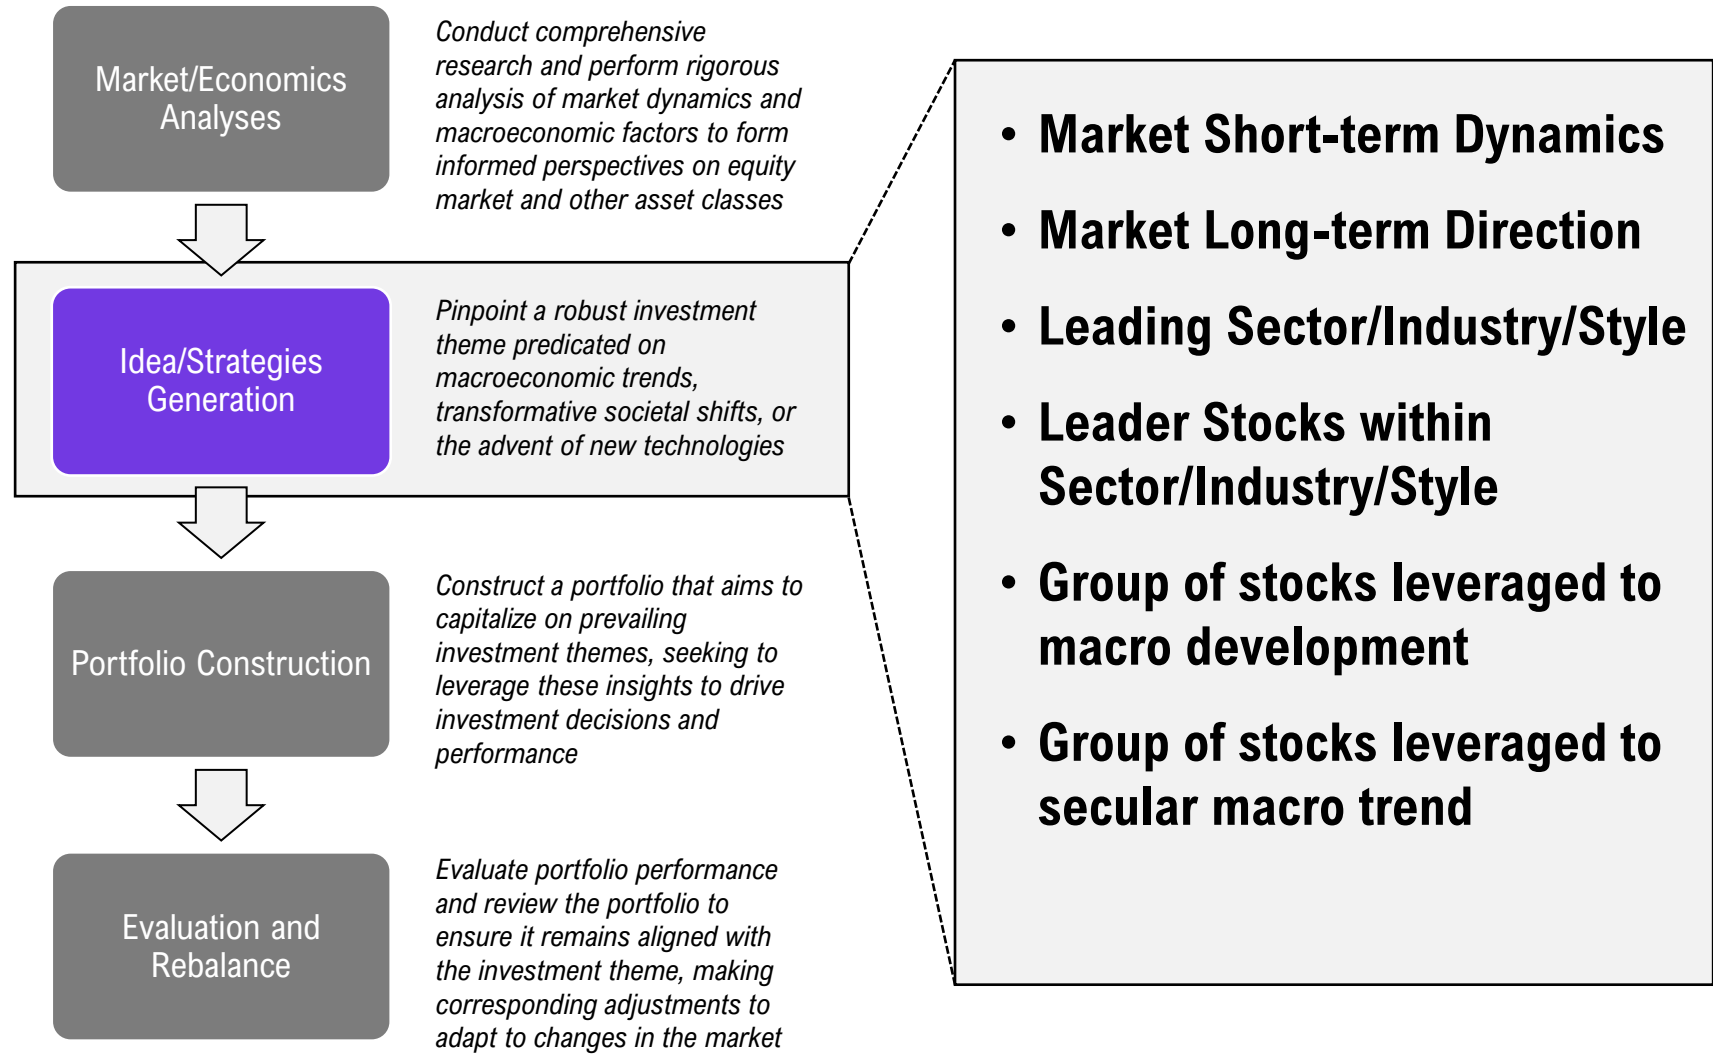 Market/Economics
Analyses
Conduct comprehensive
research and perform rigorous
analysis of market dynamics and
macroeconomic factors to form
informed perspectives on equity
market and other asset classes
Idea/Strategies
Generation
Pinpoint a robust investment
theme predicated on
macroeconomic trends,
transformative societal shifts, or
the advent of new technologies
Portfolio Construction
Construct a portfolio that aims to
capitalize on prevailing
investment themes, seeking to
leverage these insights to drive
investment decisions and
performance
Evaluation and
Rebalance
Evaluate portfolio performance
and review the portfolio to
ensure it remains aligned with
the investment theme, making
corresponding adjustments to
adapt to changes in the market
• Market Short-term Dynamics
• Market Long-term Direction
• Leading Sector/Industry/Style
• Leader Stocks within
Sector/Industry/Style
• Group of stocks leveraged to
macro development
• Group of stocks leveraged to
secular macro trend